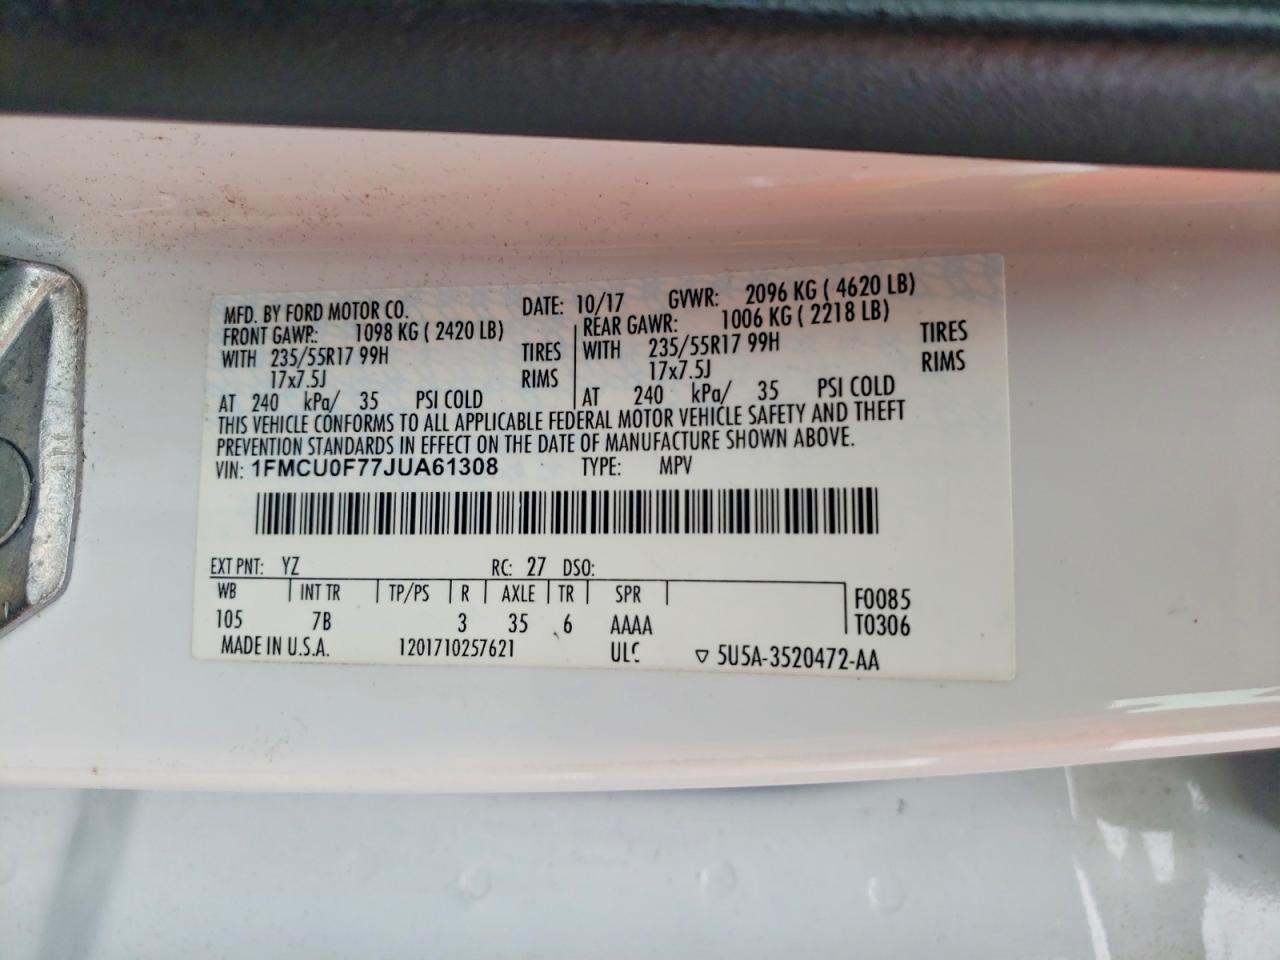 MFD. BY FORD MOTOR CO. DATE: 10/17 GVWR: 2096 KG ( 4620 LB)
FRONT GAWR: 1098 KG ( 2420 LB) REAR GAWR: 1006 KG ( 2218 LB)
WITH 235/55R17 99H TIRES WITH 235/55R17 99H TIRES
17x7.5J RIMS 17x7.5J RIMS
AT 240 kPa/ 35 PSI COLD AT 240 kPa/ 35 PSI COLD
THIS VEHICLE CONFORMS TO ALL APPLICABLE FEDERAL MOTOR VEHICLE SAFETY AND THEFT
PREVENTION STANDARDS IN EFFECT ON THE DATE OF MANUFACTURE SHOWN ABOVE.
VIN: 1FMCU0F77JUA61308 TYPE: MPV
EXT PNT: YZ RC: 27 DSO:
WB INT TR TP/PS R AXLE TR SPR F0085
105 7B 3 35 6 AAAA T0306
MADE IN U.S.A. 1201710257621 ▽ 5U5A-3520472-AA